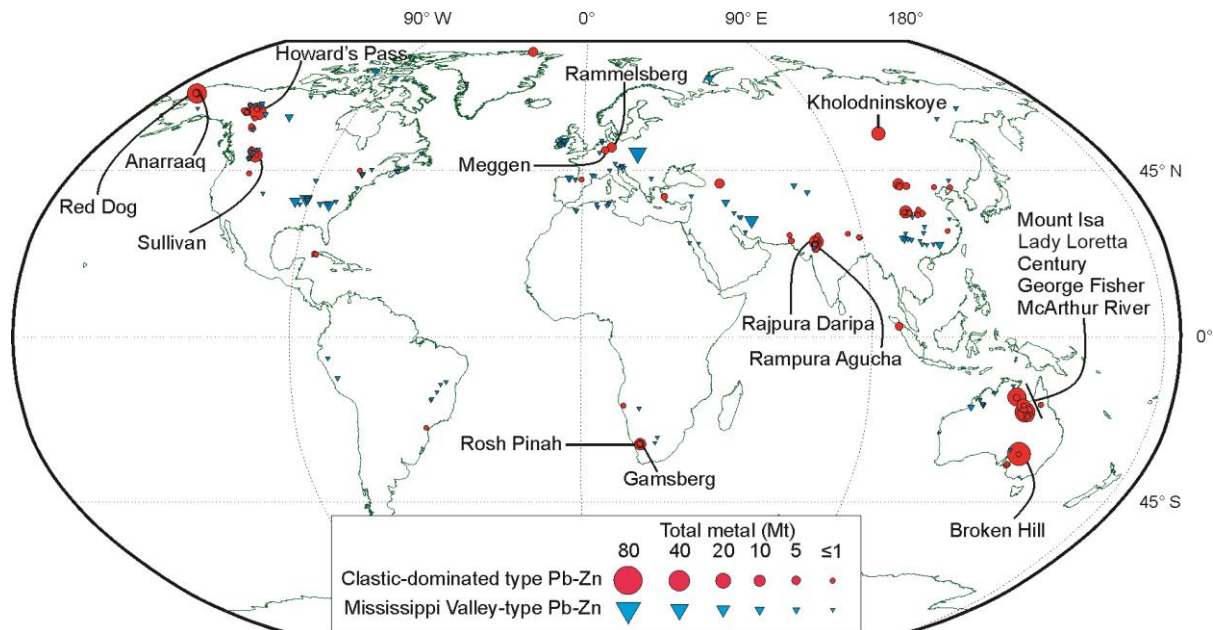 90° W
0°
90° E
180°
Howard's Pass
Rammelsberg
Kholodninskoye
Anarraaq
Meggen
45° N
Red Dog
Sullivan
Mount Isa
Lady Loretta
Century
George Fisher
McArthur River
Rajpura Daripa
0°
Rampura Agucha
Rosh Pinah
Gamsberg
45° S
Broken Hill
Total metal (Mt)
80 40 20 10 5 ≤1
Clastic-dominated type Pb-Zn
Mississippi Valley-type Pb-Zn